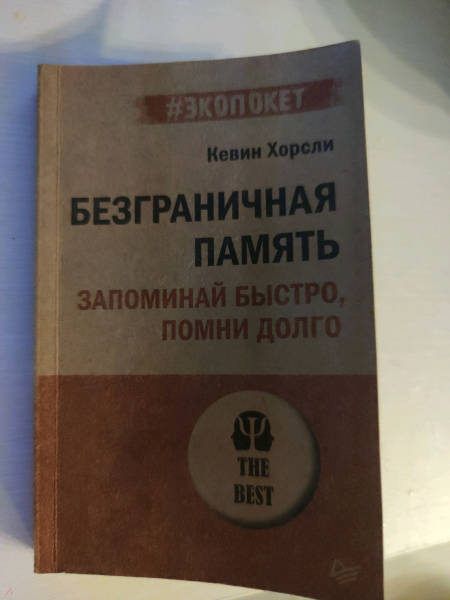 #ЭКОПОКЕТ
Кевин Хорсли
БЕЗГРАНИЧНАЯ
ПАМЯТЬ
ЗАПОМИНАЙ БЫСТРО,
ПОМНИ ДОЛГО
Ψ
THE
BEST